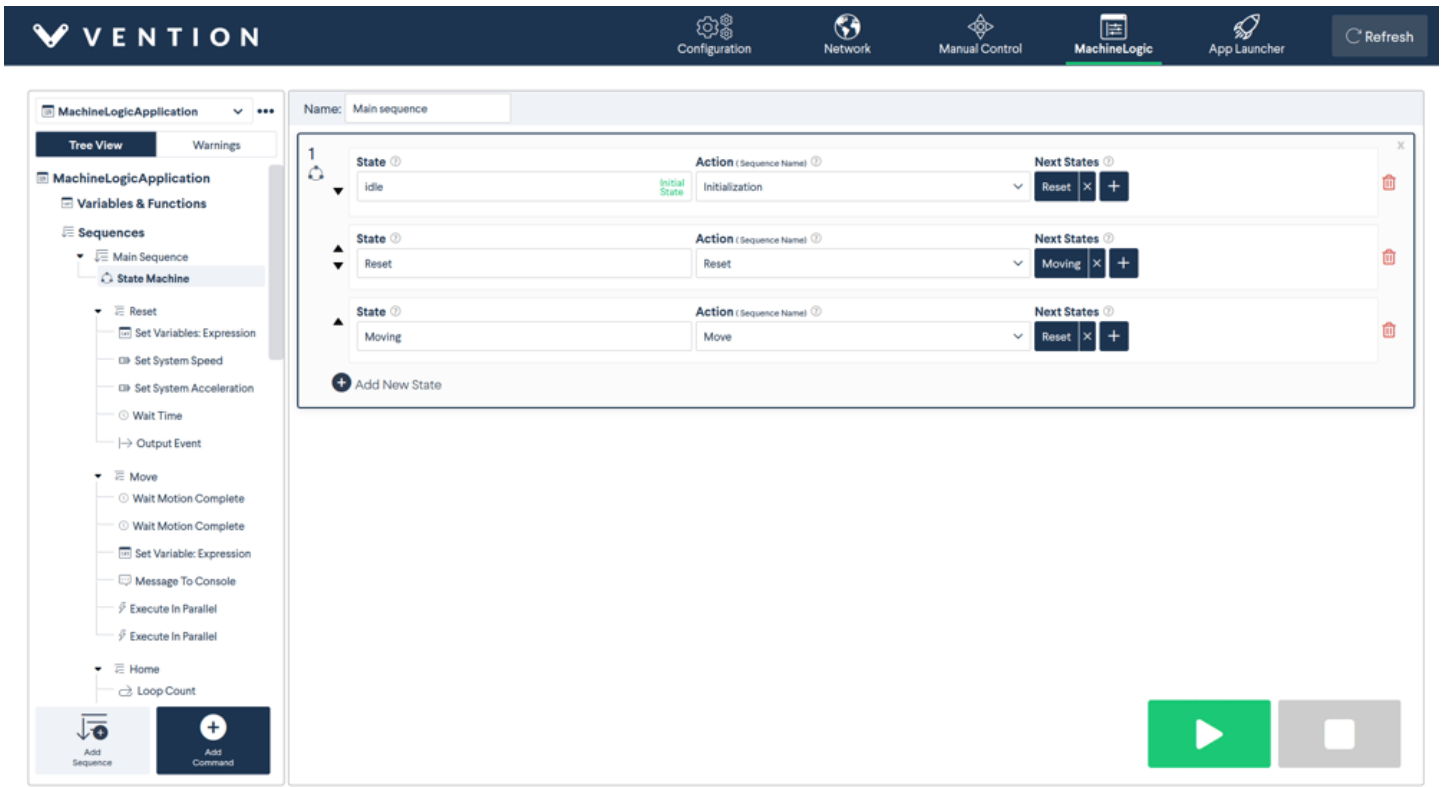 VENTION
Configuration
Network
Manual Control
MachineLogic
App Launcher
Refresh
MachineLogicApplication
Tree View
Warnings
MachineLogicApplication
Variables & Functions
Sequences
Main Sequence
State Machine
Reset
Set Variables: Expression
Set System Speed
Set System Acceleration
Wait Time
Output Event
Move
Wait Motion Complete
Wait Motion Complete
Set Variable: Expression
Message To Console
Execute In Parallel
Execute In Parallel
Home
Loop Count
Add
Sequence
Add
Command
Name: Main sequence
1
State
Action (Sequence Name)
Next States
idle
Initial
State
Initialization
Reset
State
Action (Sequence Name)
Next States
Reset
Reset
Moving
State
Action (Sequence Name)
Next States
Moving
Move
Reset
Add New State